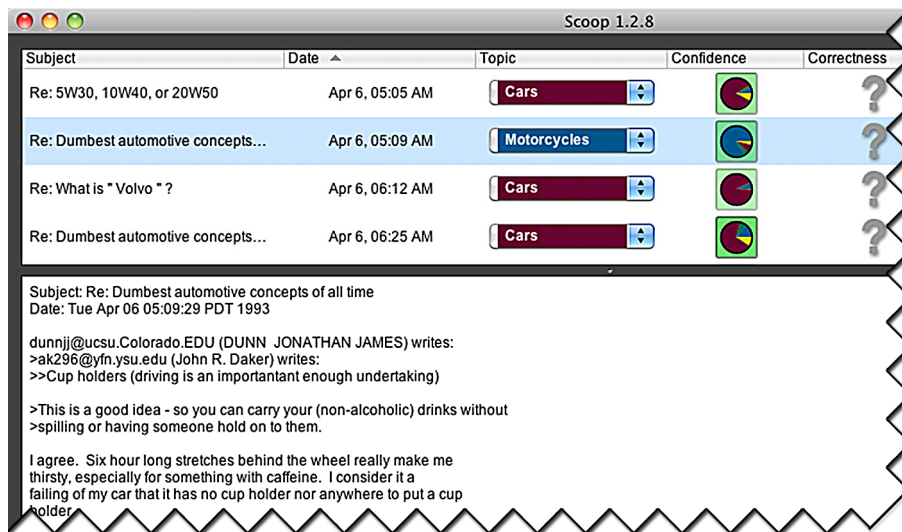 Scoop 1.2.8
Subject Date Topic Confidence Correctness
Re: 5W30, 10W40, or 20W50 Apr 6, 05:05 AM Cars ?
Re: Dumbest automotive concepts... Apr 6, 05:09 AM Motorcycles ?
Re: What is " Volvo " ? Apr 6, 06:12 AM Cars ?
Re: Dumbest automotive concepts... Apr 6, 06:25 AM Cars ?
Subject: Re: Dumbest automotive concepts of all time
Date: Tue Apr 06 05:09:29 PDT 1993
dunnjj@ucsu.Colorado.EDU (DUNN JONATHAN JAMES) writes:
>ak296@yfn.ysu.edu (John R. Daker) writes:
>>Cup holders (driving is an importantant enough undertaking)
>This is a good idea - so you can carry your (non-alcoholic) drinks without
>spilling or having someone hold on to them.
I agree. Six hour long stretches behind the wheel really make me
thirsty, especially for something with caffeine. I consider it a
failing of my car that it has no cup holder nor anywhere to put a cup
holder